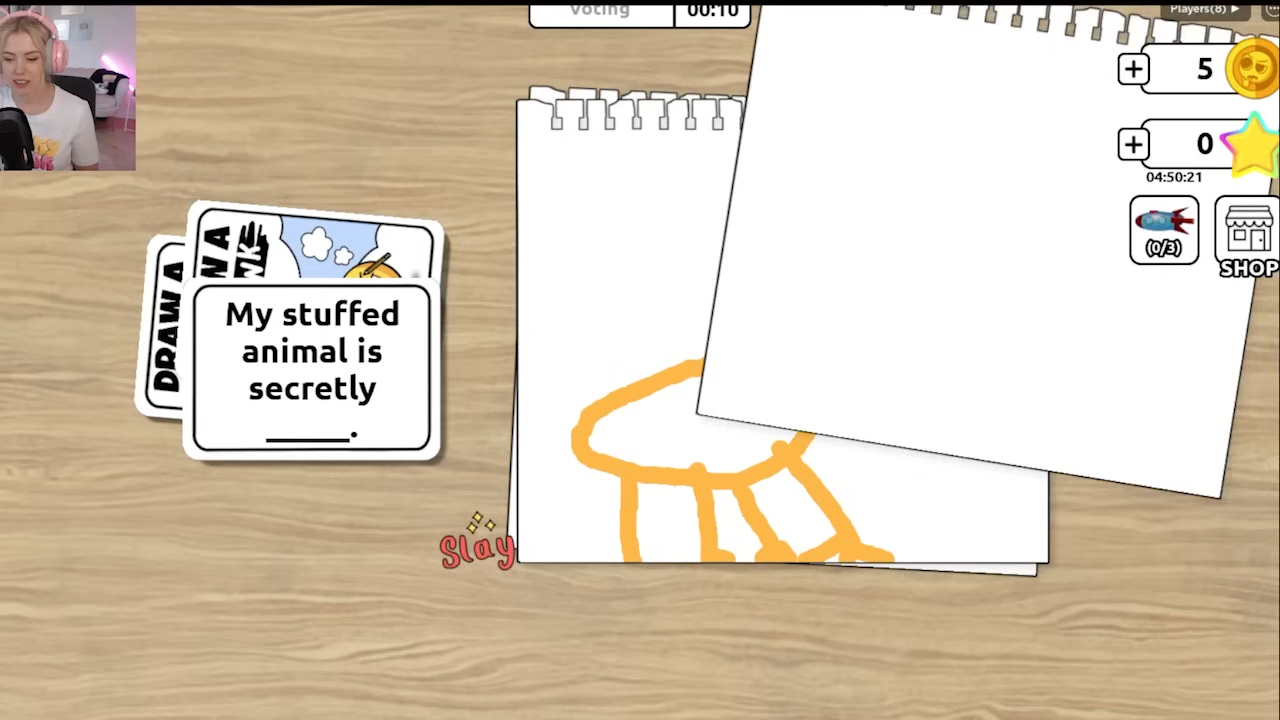 Voting
00:10
Players(8)
5
0
04:50:21
(0/3)
SHOP
DRAW A
My stuffed
animal is
secretly
______.
Slay